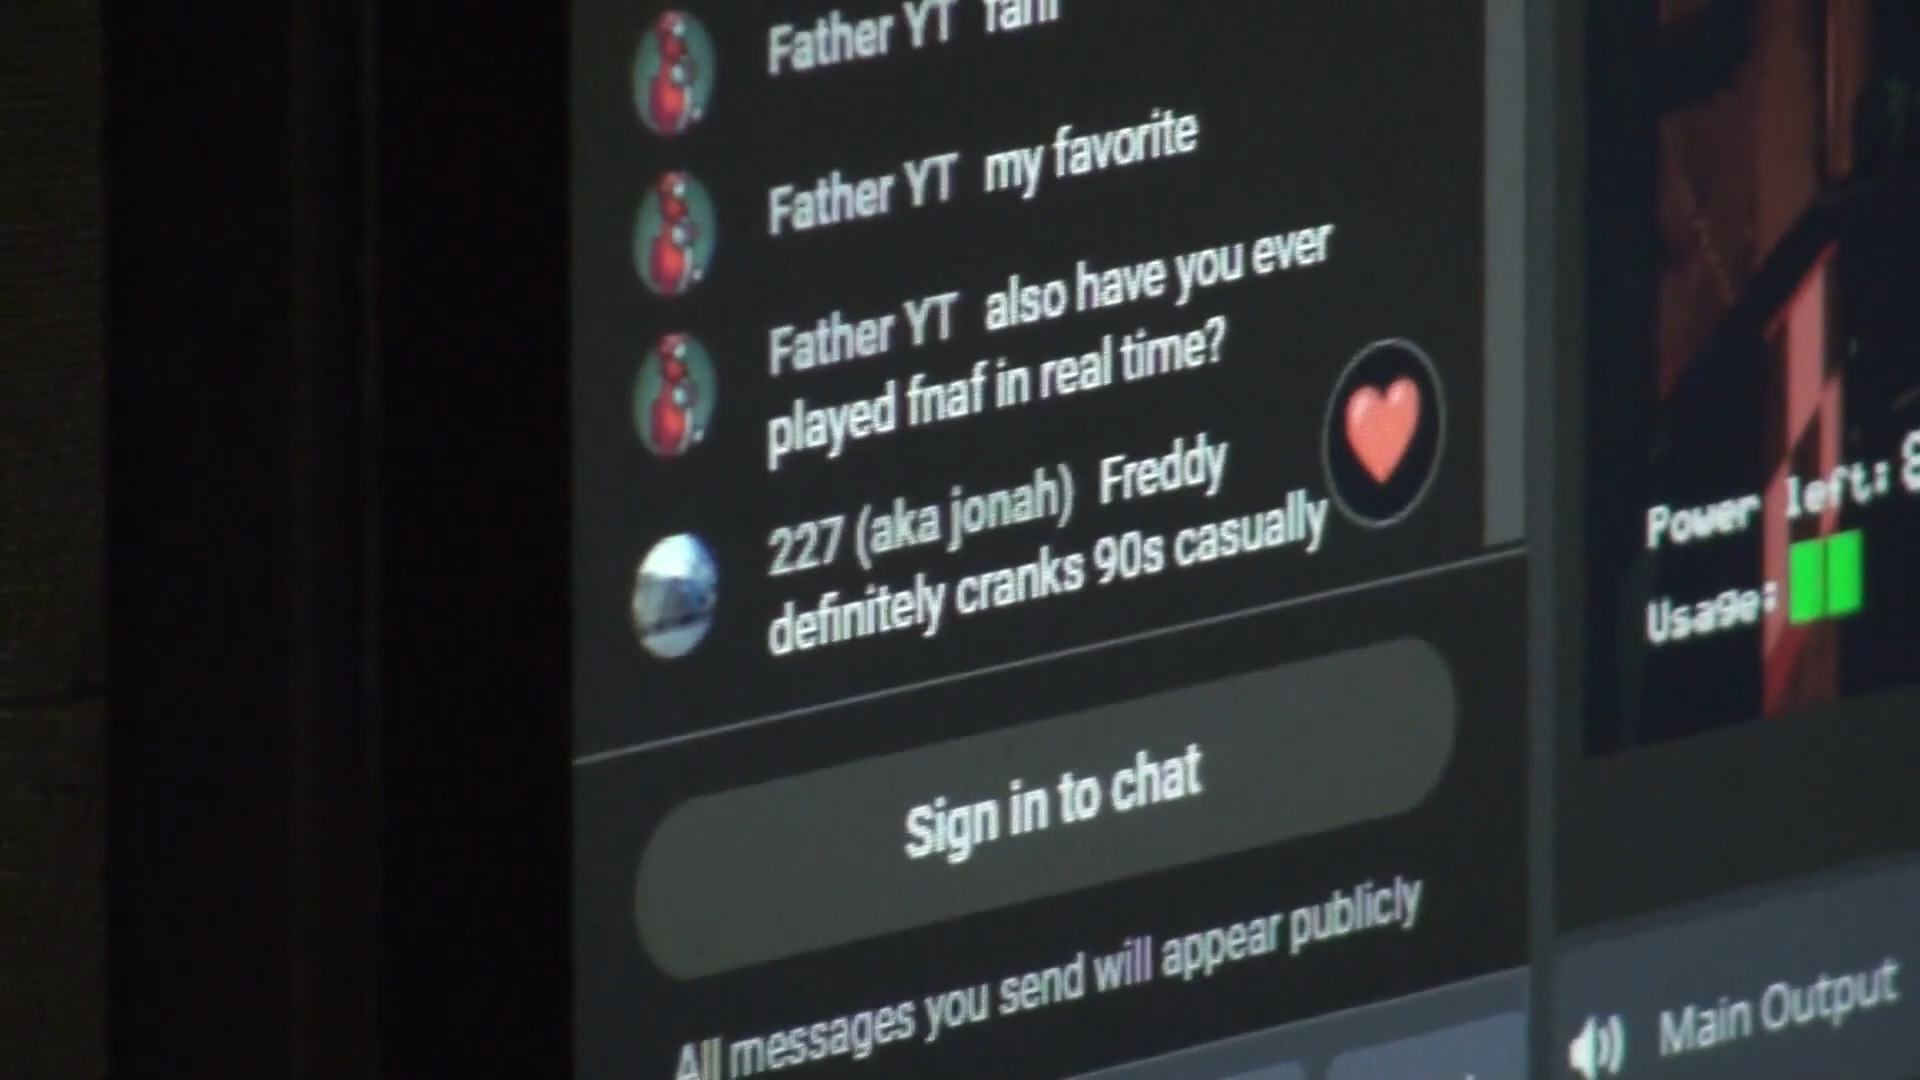 Father YT
Father YT my favorite
Father YT also have you ever
played fnaf in real time?
227 (aka jonah) Freddy
definitely cranks 90s casually
Sign in to chat
All messages you send will appear publicly
Power left:
Usage:
Main Output